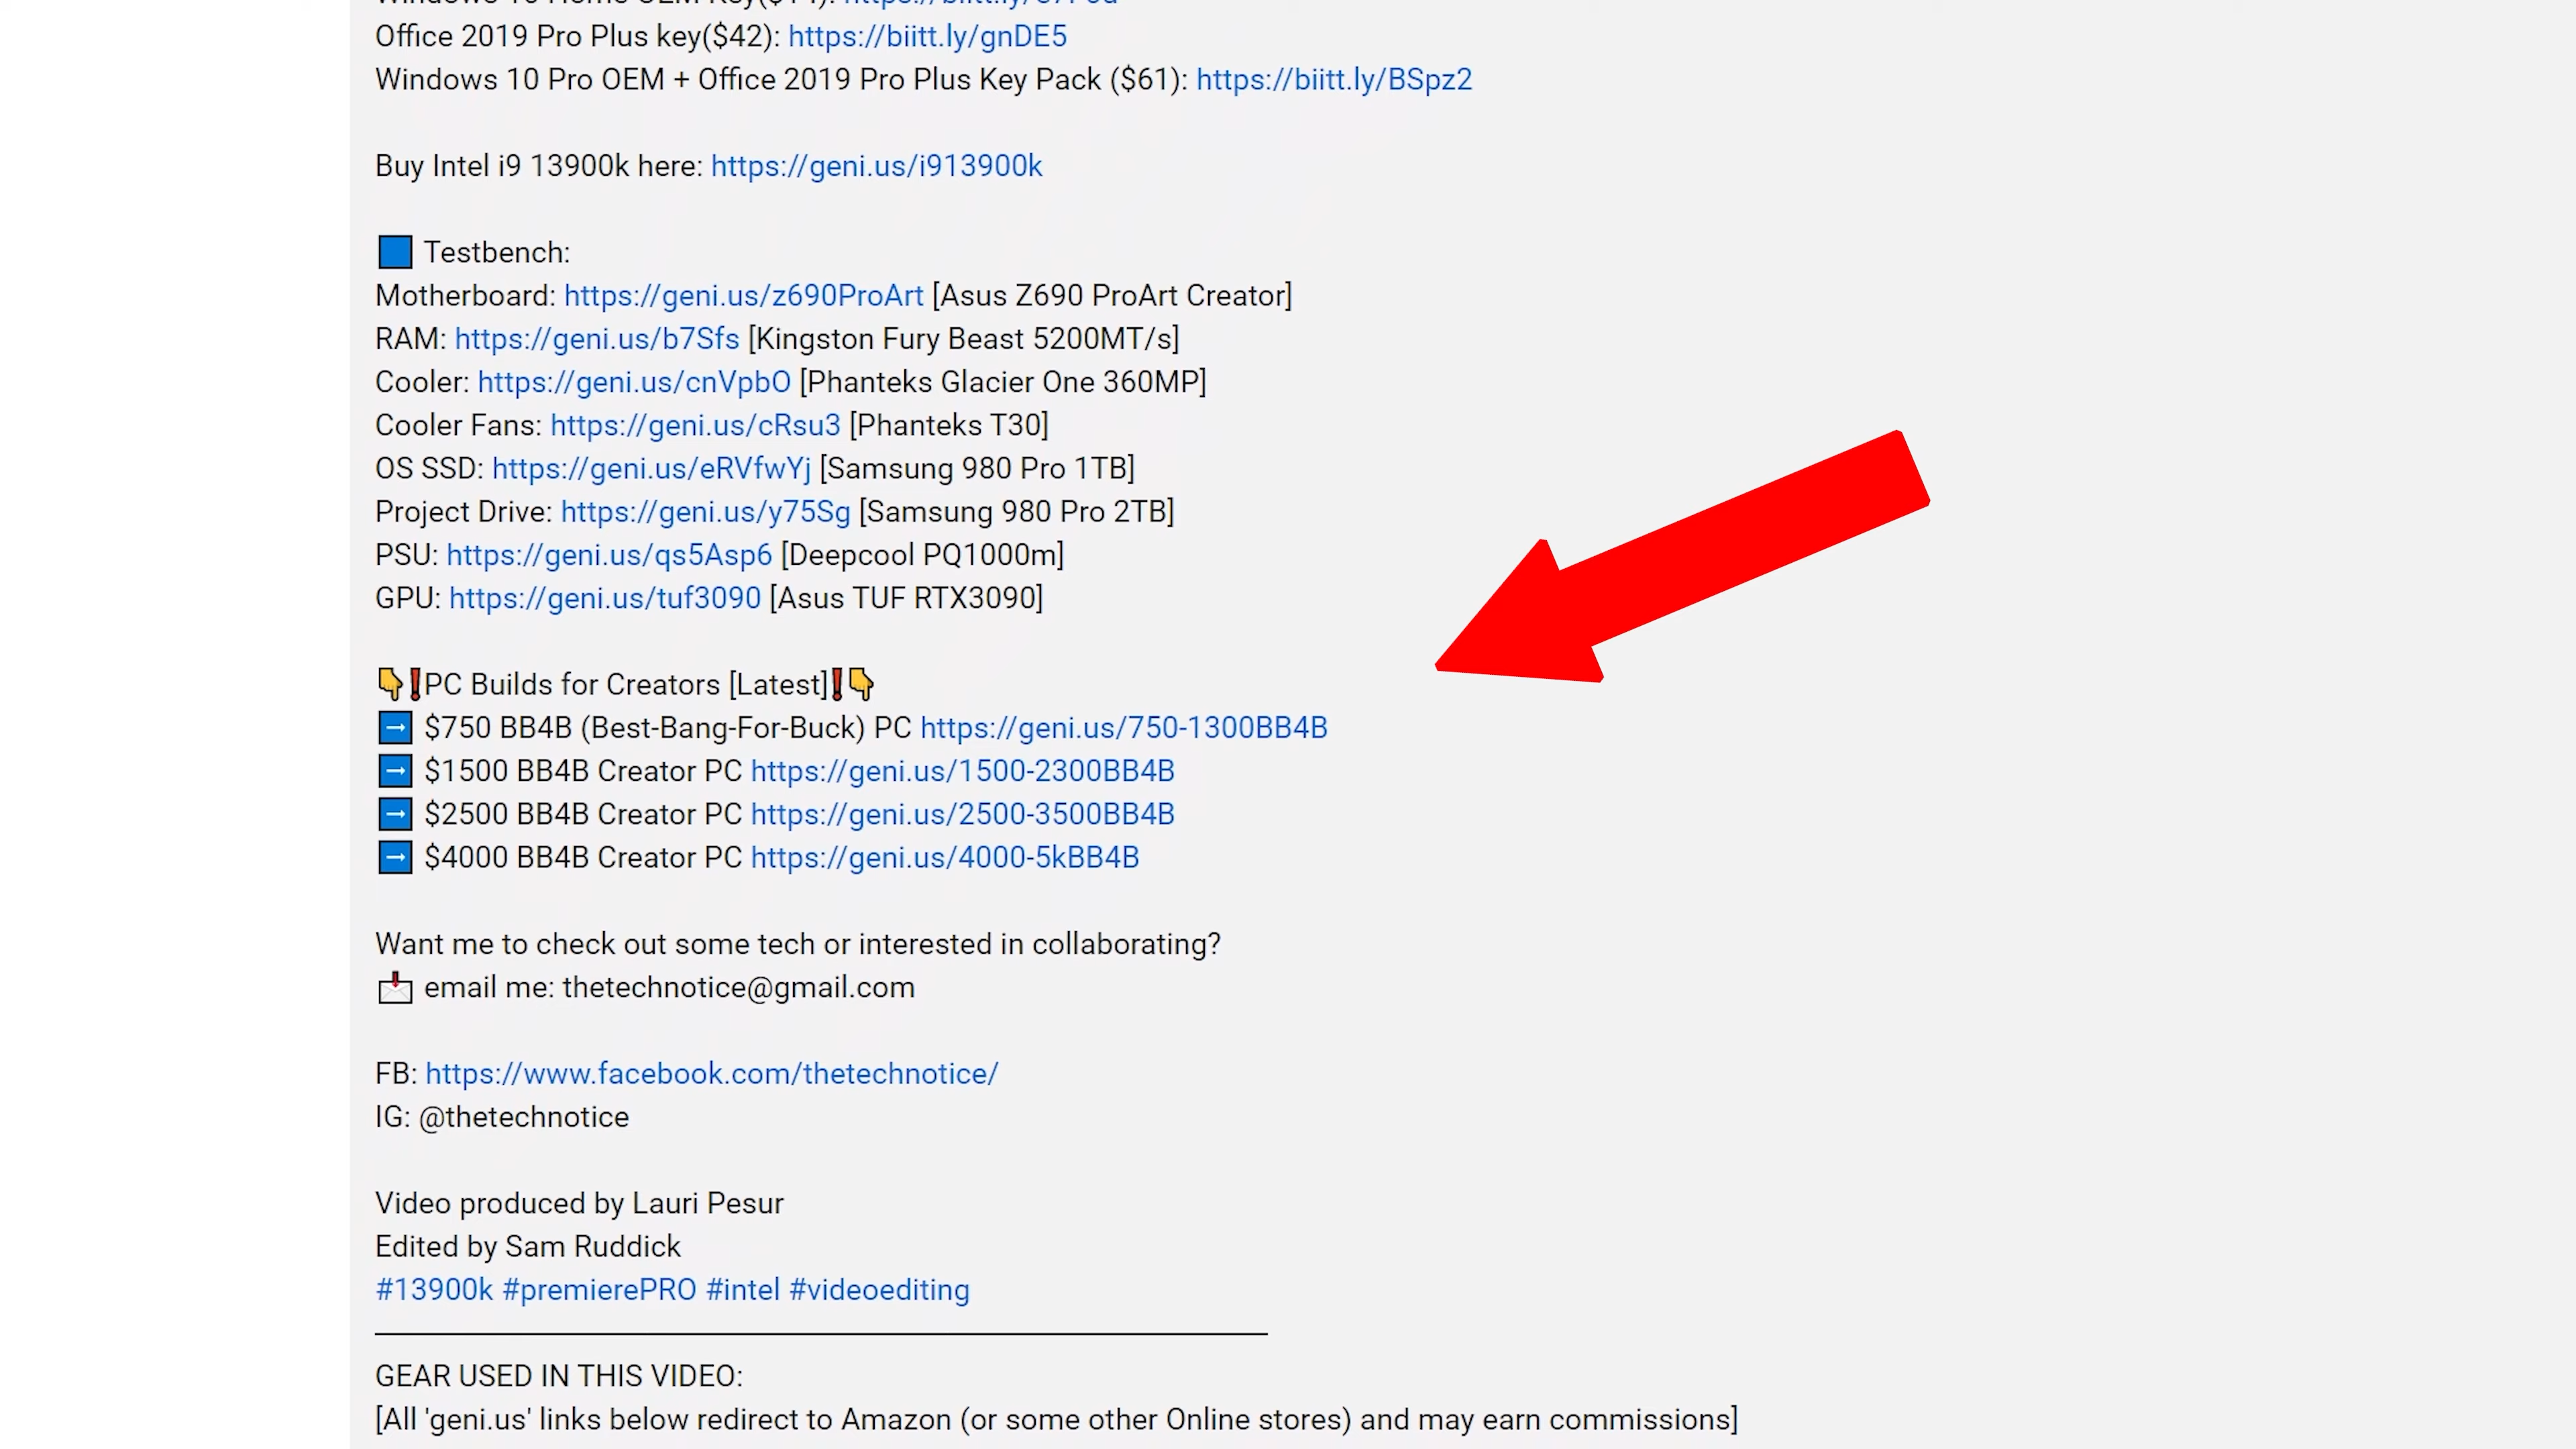 Office 2019 Pro Plus key($42): https://biitt.ly/gnDE5
Windows 10 Pro OEM + Office 2019 Pro Plus Key Pack ($61): https://biitt.ly/BSpz2
Buy Intel i9 13900k here: https://geni.us/i913900k
🟦 Testbench:
Motherboard: https://geni.us/z690ProArt [Asus Z690 ProArt Creator]
RAM: https://geni.us/b7Sfs [Kingston Fury Beast 5200MT/s]
Cooler: https://geni.us/cnVpbO [Phanteks Glacier One 360MP]
Cooler Fans: https://geni.us/cRsu3 [Phanteks T30]
OS SSD: https://geni.us/eRVfwYj [Samsung 980 Pro 1TB]
Project Drive: https://geni.us/y75Sg [Samsung 980 Pro 2TB]
PSU: https://geni.us/qs5Asp6 [Deepcool PQ1000m]
GPU: https://geni.us/tuf3090 [Asus TUF RTX3090]
👇❗PC Builds for Creators [Latest]❗👇
➡ $750 BB4B (Best-Bang-For-Buck) PC https://geni.us/750-1300BB4B
➡ $1500 BB4B Creator PC https://geni.us/1500-2300BB4B
➡ $2500 BB4B Creator PC https://geni.us/2500-3500BB4B
➡ $4000 BB4B Creator PC https://geni.us/4000-5kBB4B
Want me to check out some tech or interested in collaborating?
📩 email me: thetechnotice@gmail.com
FB: https://www.facebook.com/thetechnotice/
IG: @thetechnotice
Video produced by Lauri Pesur
Edited by Sam Ruddick
#13900k #premierePRO #intel #videoediting
GEAR USED IN THIS VIDEO:
[All 'geni.us' links below redirect to Amazon (or some other Online stores) and may earn commissions]